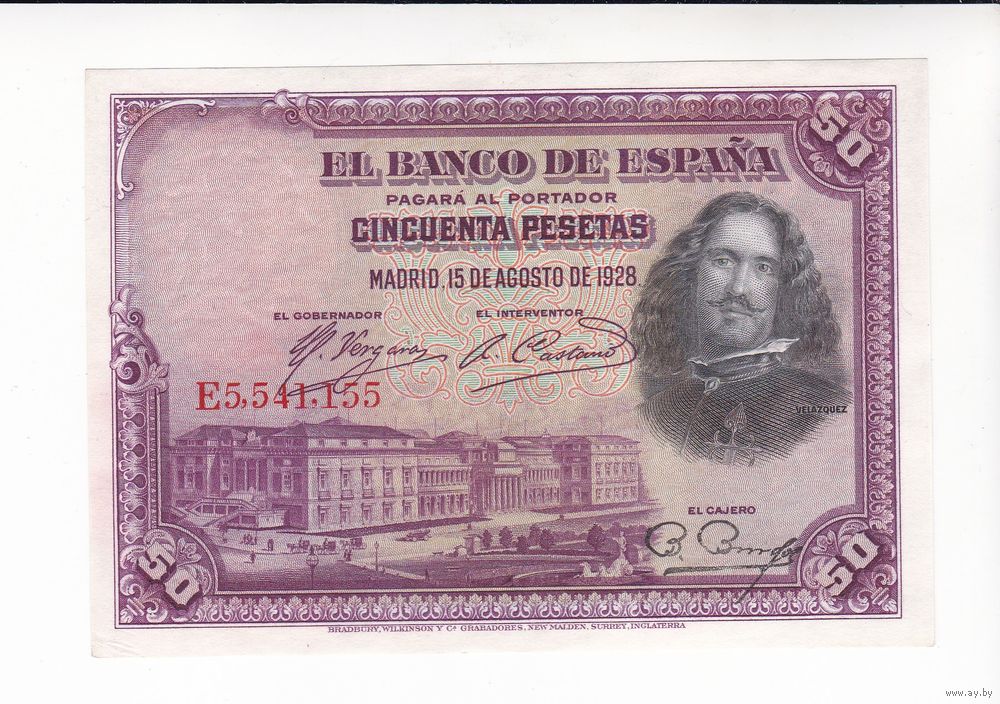 50
EL BANCO DE ESPAÑA
PAGARÁ AL PORTADOR
CINCUENTA PESETAS
MADRID, 15 DE AGOSTO DE 1928.
EL GOBERNADOR EL INTERVENTOR
Vergara A. Castaño
E5,541,155
VELAZQUEZ
EL CAJERO
50 50
BRADBURY, WILKINSON Y Cª GRABADORES, NEW MALDEN, SURREY, INGLATERRA
www.ay.by